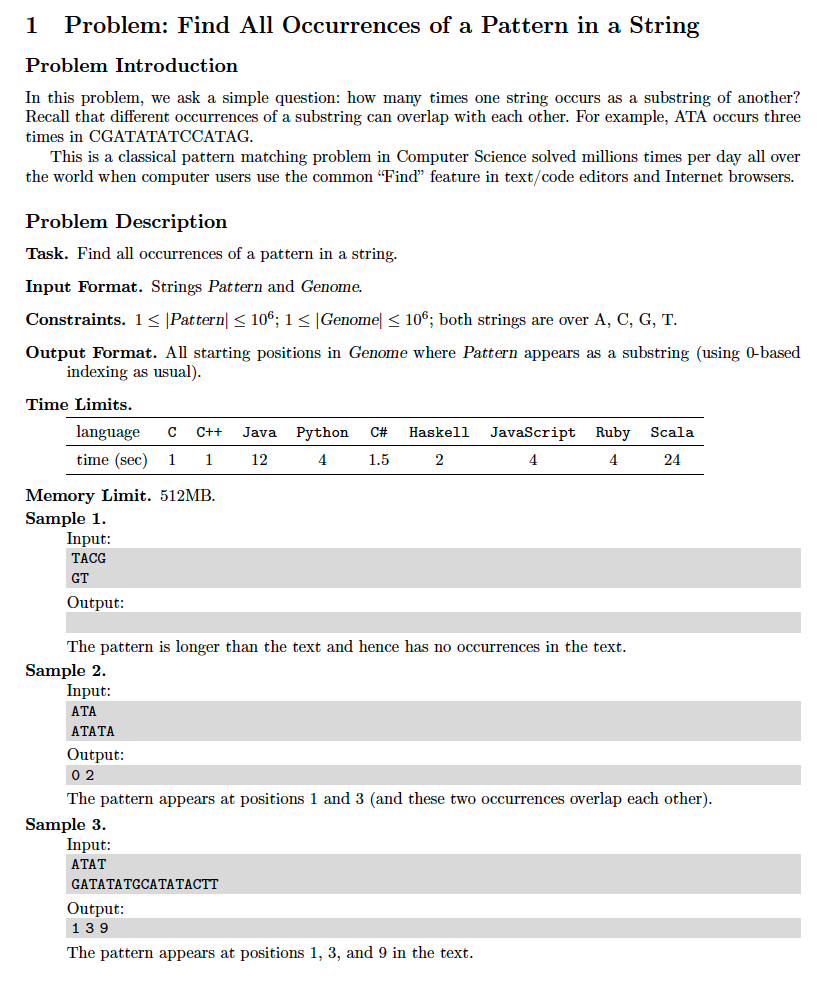 1 Problem: Find All Occurrences of a Pattern in a String
Problem Introduction
In this problem, we ask a simple question: how many times one string occurs as a substring of another?
Recall that different occurrences of a substring can overlap with each other. For example, ATA occurs three
times in CGATATATCCATAG.
This is a classical pattern matching problem in Computer Science solved millions times per day all over
the world when computer users use the common “Find” feature in text/code editors and Internet browsers.
Problem Description
Task. Find all occurrences of a pattern in a string.
Input Format. Strings Pattern and Genome.
Constraints. 1 ≤ |Pattern| ≤ 10⁶; 1 ≤ |Genome| ≤ 10⁶; both strings are over A, C, G, T.
Output Format. All starting positions in Genome where Pattern appears as a substring (using 0-based
indexing as usual).
Time Limits.
language C C++ Java Python C# Haskell JavaScript Ruby Scala
time (sec) 1 1 12 4 1.5 2 4 4 24
Memory Limit. 512MB.
Sample 1.
Input:
TACG
GT
Output:
The pattern is longer than the text and hence has no occurrences in the text.
Sample 2.
Input:
ATA
ATATA
Output:
0 2
The pattern appears at positions 1 and 3 (and these two occurrences overlap each other).
Sample 3.
Input:
ATAT
GATATATGCATATACTT
Output:
1 3 9
The pattern appears at positions 1, 3, and 9 in the text.